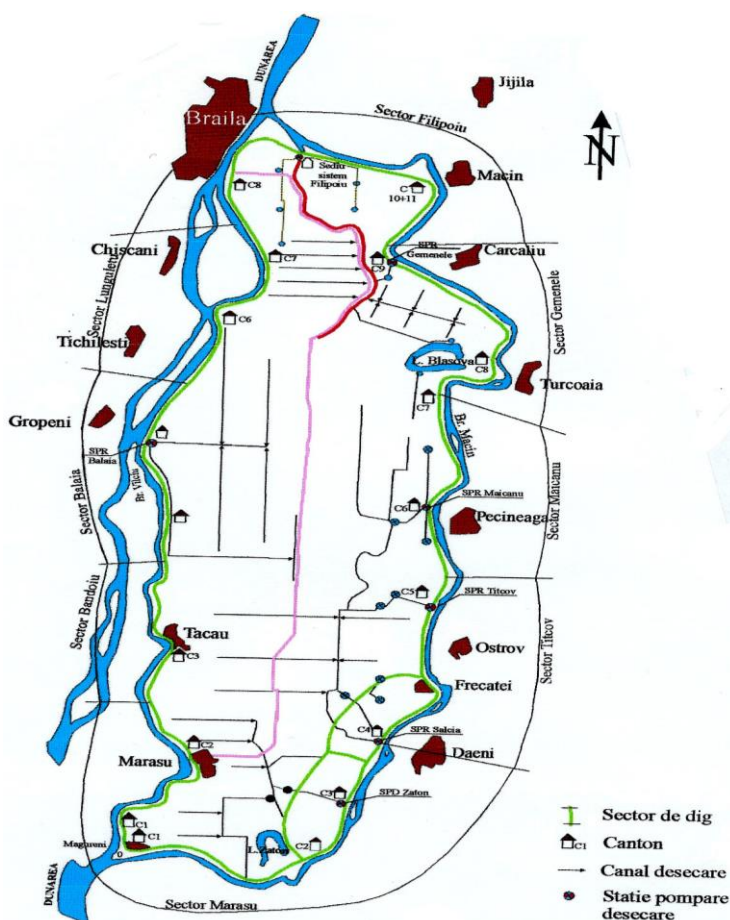 DUNAREA
Jijila
Sector Filipoiu
Braila
N
Sediu
sistem
Filipoiu
Macin
C
10+11
C8
Chiscani
SPR
Gemenele
Carcaliu
C7
C9
Sector Lunguleti
Sector Gemenele
C6
Tichilesti
L. Blasova
C8
Turcoaia
C7
Gropeni
Br. Macin
SPR
Balaia
Br. Vilciu
Sector Balaia
SPR Maicanu
C6
Sector Maicanu
Pecineaga
C5
SPR Titcov
Sector Bandoiu
Tacau
C3
Ostrov
Sector Titcov
Frecatei
C4
SPR Salcia
C2
Marasu
Daeni
C3
SPD Zaton
C1
C1
Magureni
0
L. Zaton
C2
DUNAREA
Sector Marasu
Sector de dig
C1
Canton
Canal desecare
Statie pompare
desecare